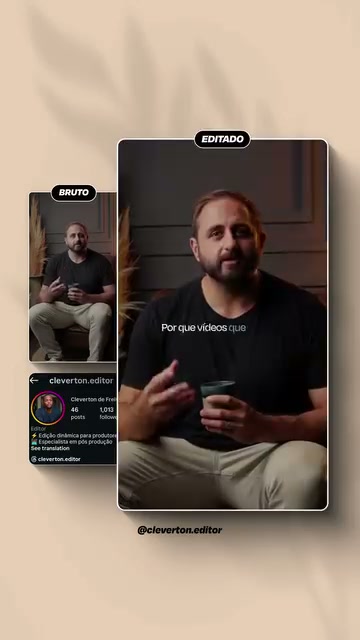 EDITADO
BRUTO
Por que vídeos que
cleverton.editor
Cleverton de Frei
46
1,013
posts
followe
Editor
⚡ Edição dinâmica para produtore
Especialista em pós produção
See translation
cleverton.editor
@cleverton.editor